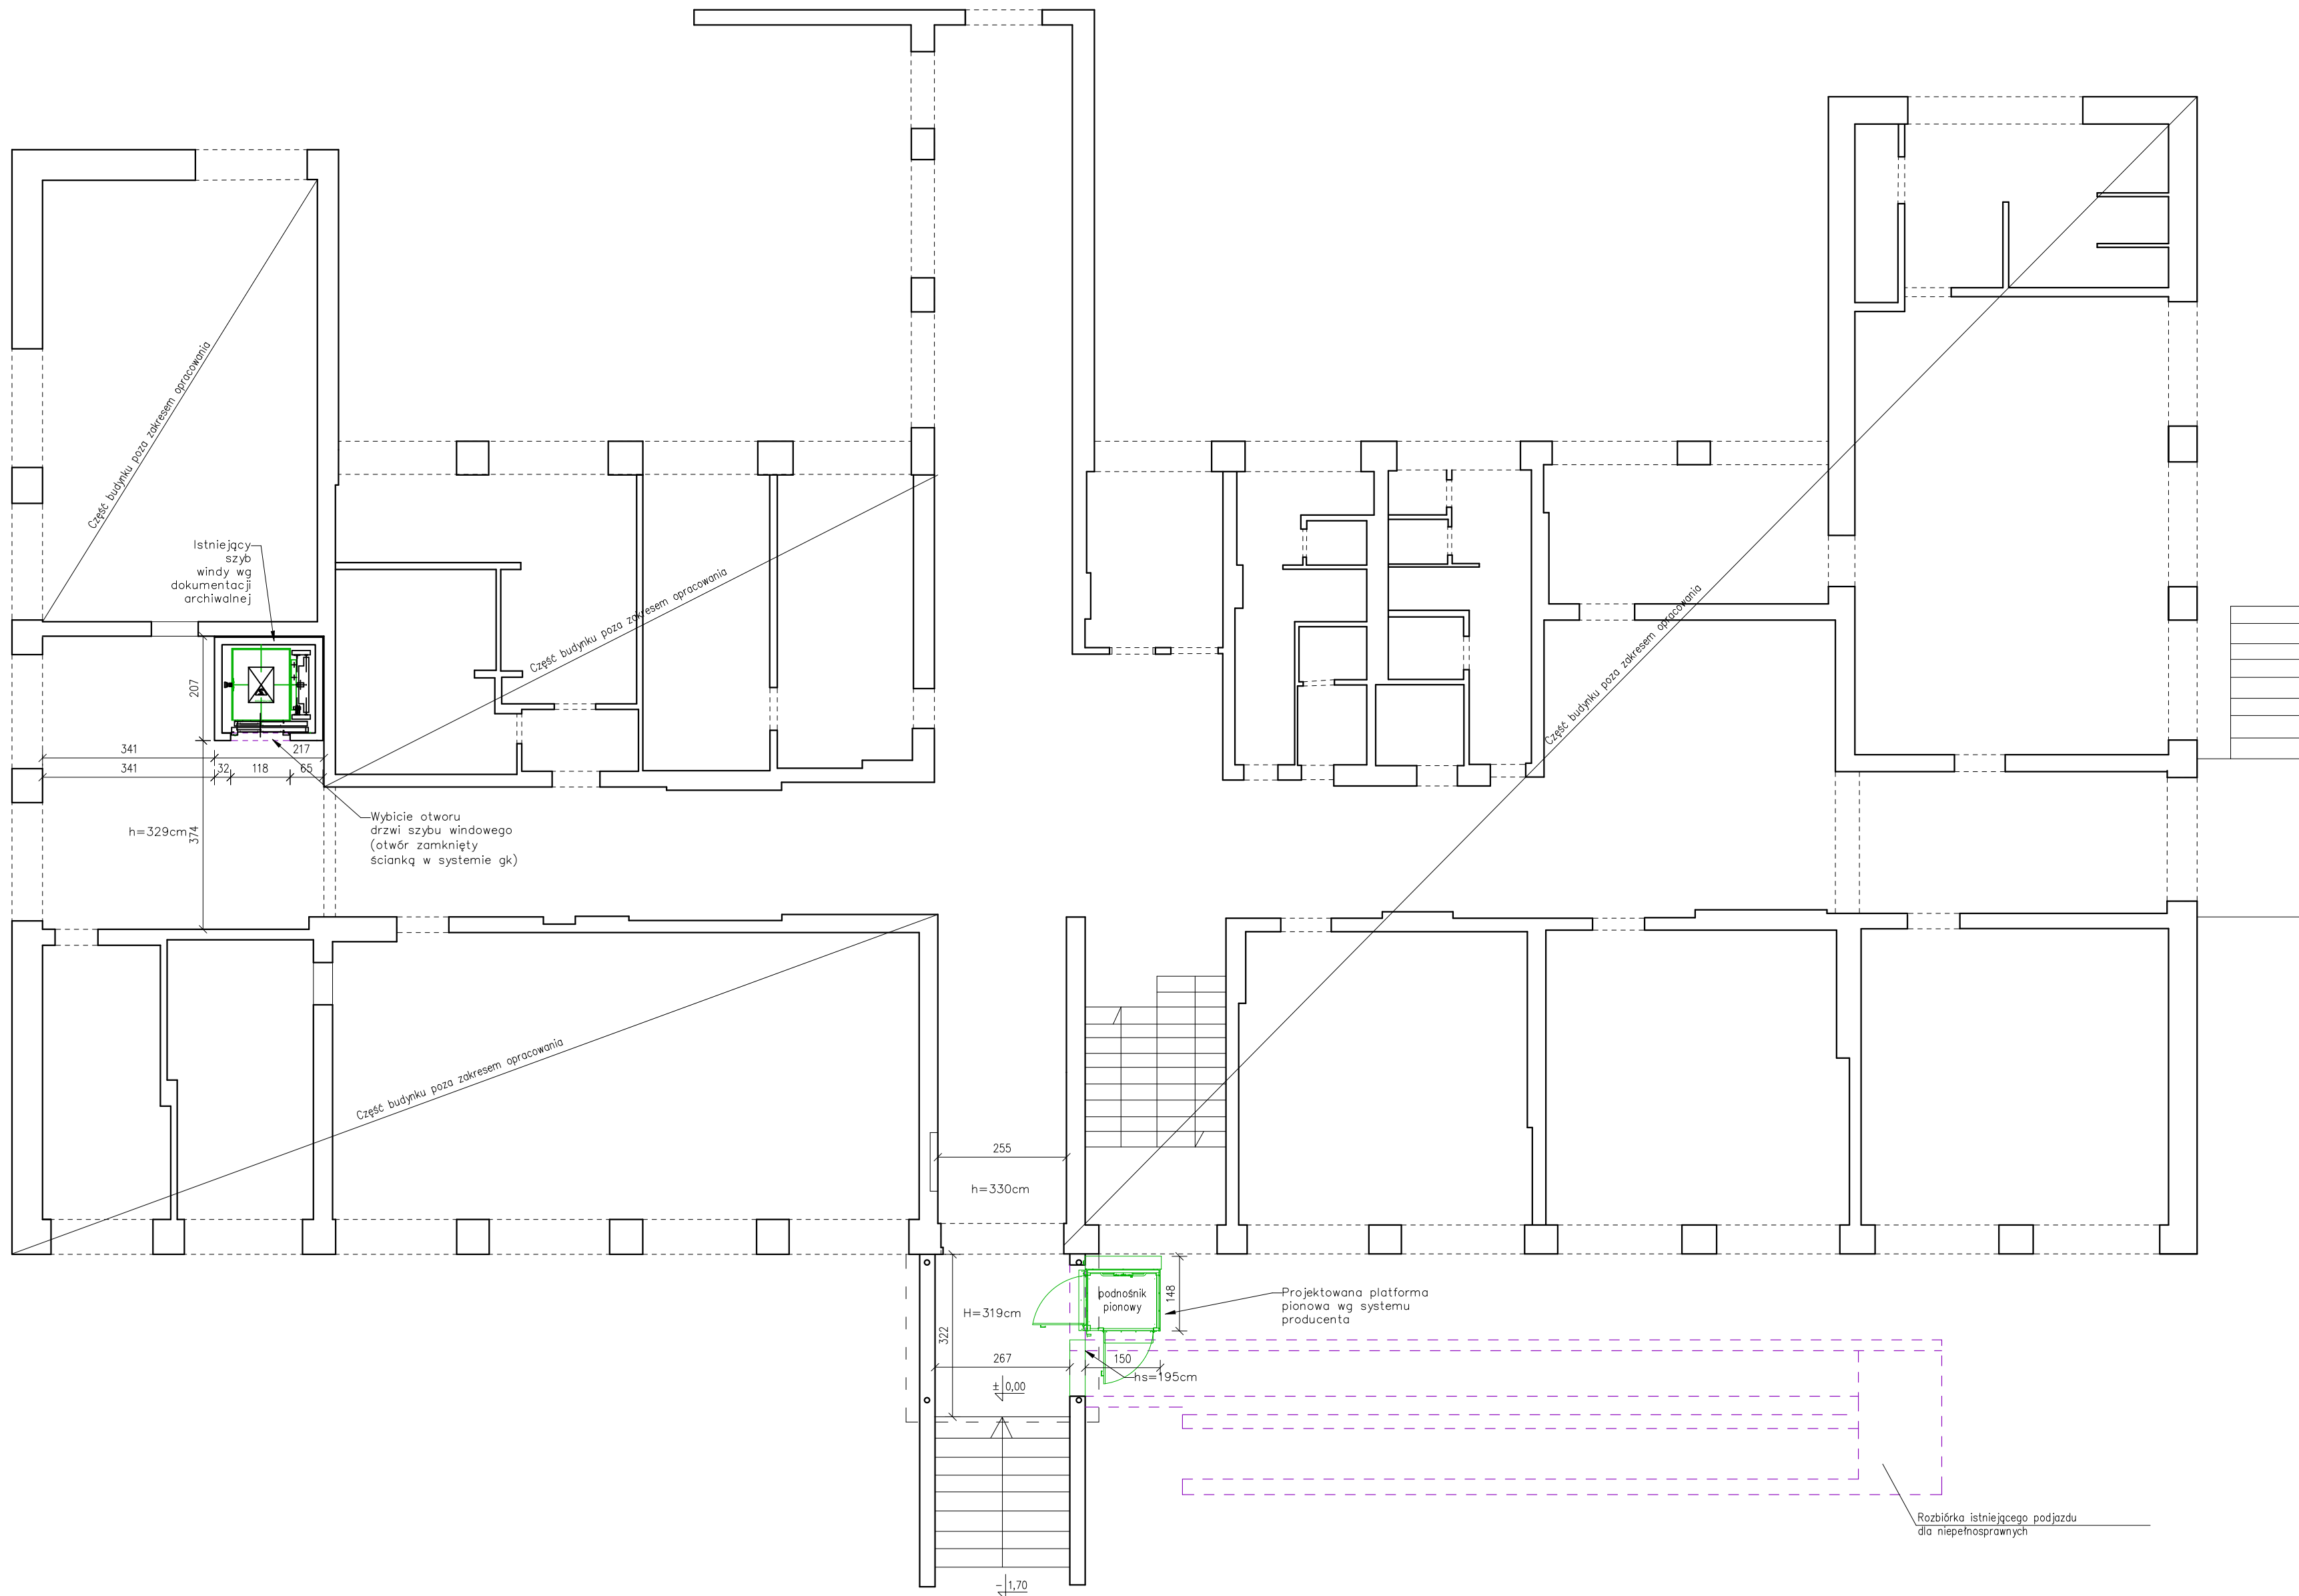 Część budynku poza zakresem opracowania
Istniejący
szyb
windy wg
dokumentacji
archiwalnej
Część budynku poza zakresem opracowania
Część budynku poza zakresem opracowania
207
341
217
341
32
118
65
h=329cm
374
Wybicie otworu
drzwi szybu windowego
(otwór zamknięty
ścianką w systemie gk)
Część budynku poza zakresem opracowania
255
h=330cm
podnośnik
pionowy
148
Projektowana platforma
pionowa wg systemu
producenta
H=319cm
322
267
150
hs=195cm
± 0,00
Rozbiórka istniejącego podjazdu
dla niepełnosprawnych
- 1,70